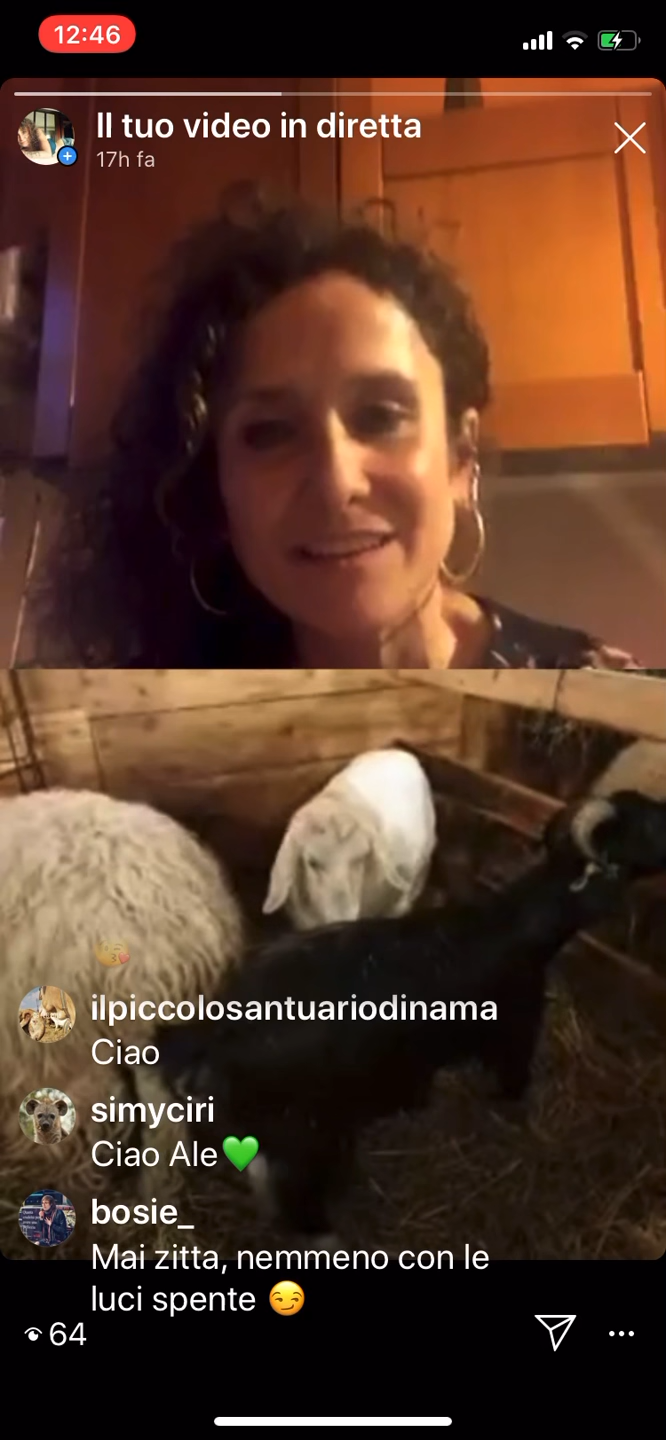 12:46
Il tuo video in diretta
17h fa
ilpiccolosantuariodinama
Ciao
simyciri
Ciao Ale💚
bosie_
Mai zitta, nemmeno con le
luci spente 😏
64